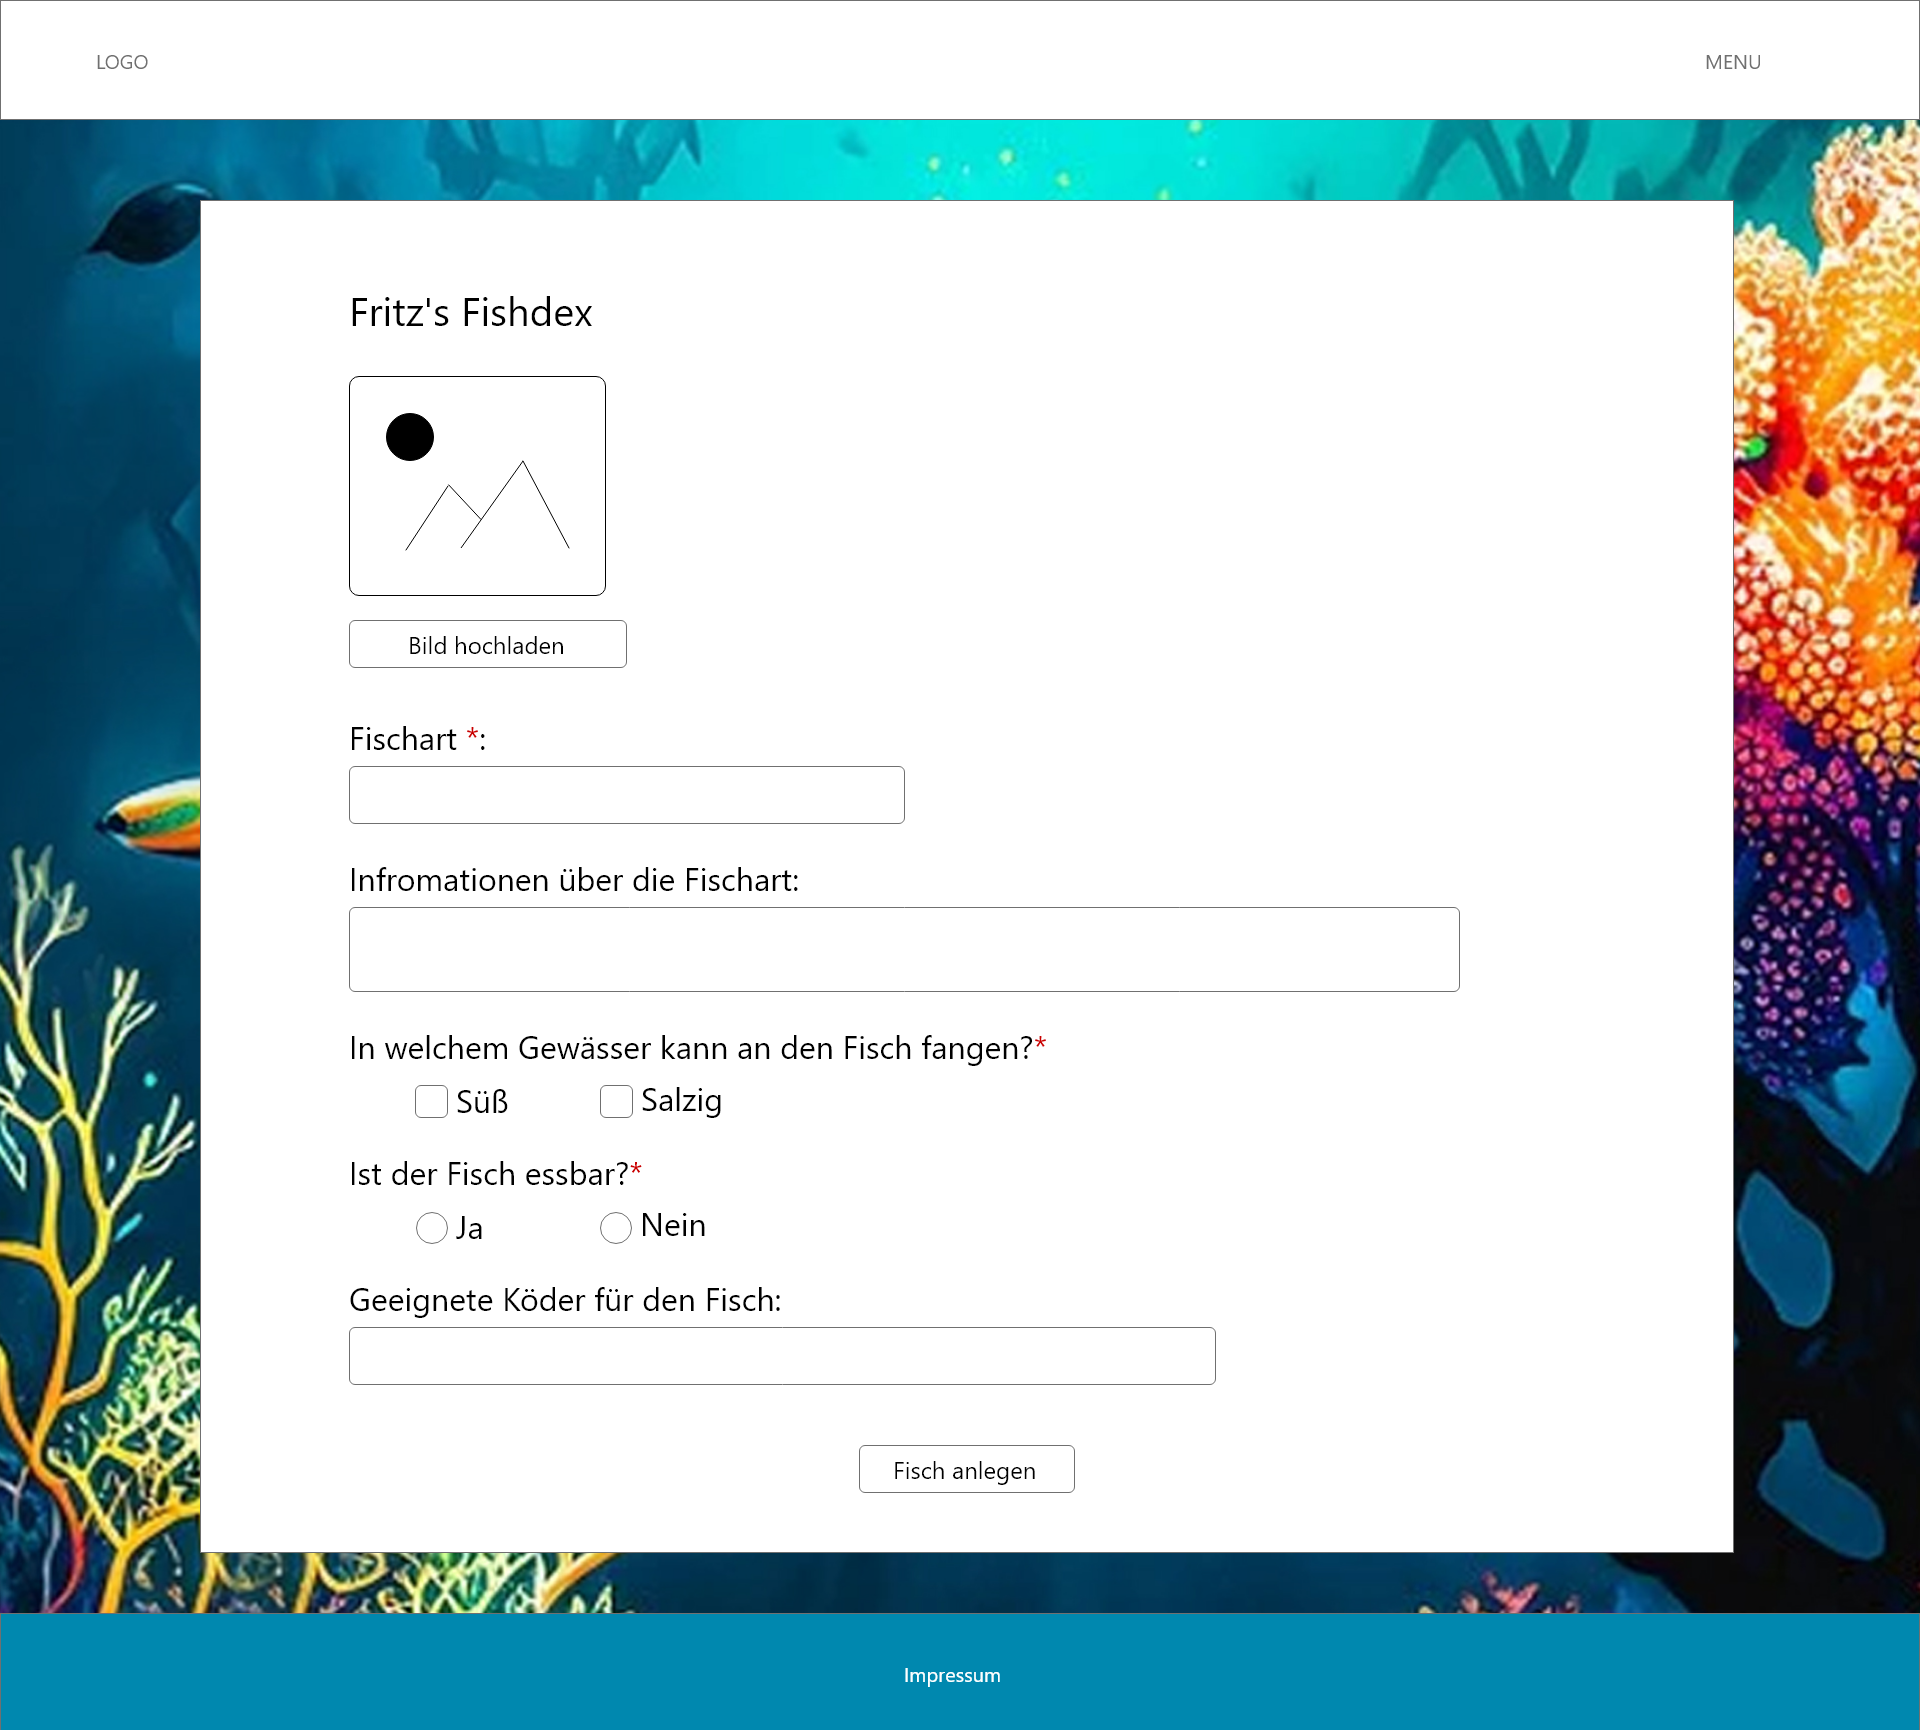 LOGO
MENU
Fritz's Fishdex
Bild hochladen
Fischart *:
Infromationen über die Fischart:
In welchem Gewässer kann an den Fisch fangen?*
Süß
Salzig
Ist der Fisch essbar?*
Ja
Nein
Geeignete Köder für den Fisch:
Fisch anlegen
Impressum